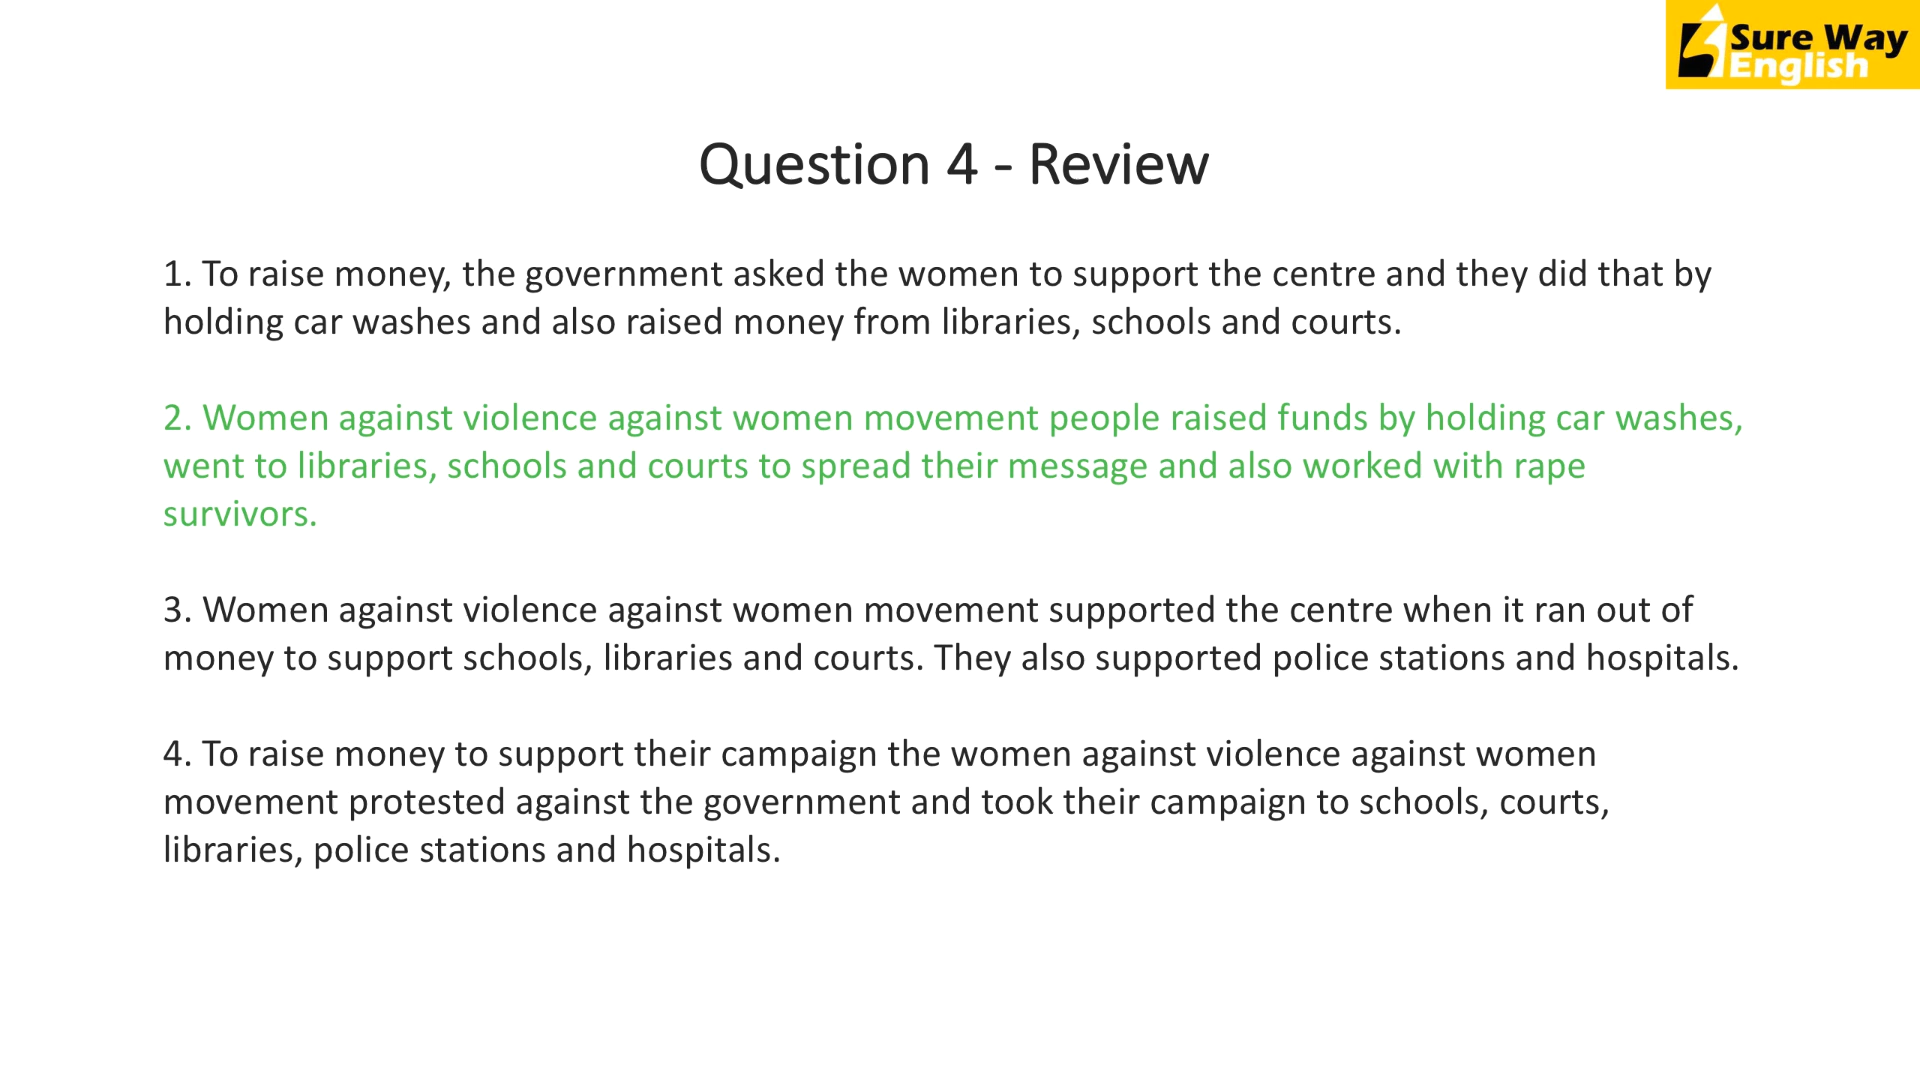 Sure Way
English
Question 4 - Review
1. To raise money, the government asked the women to support the centre and they did that by
holding car washes and also raised money from libraries, schools and courts.
2. Women against violence against women movement people raised funds by holding car washes,
went to libraries, schools and courts to spread their message and also worked with rape
survivors.
3. Women against violence against women movement supported the centre when it ran out of
money to support schools, libraries and courts. They also supported police stations and hospitals.
4. To raise money to support their campaign the women against violence against women
movement protested against the government and took their campaign to schools, courts,
libraries, police stations and hospitals.